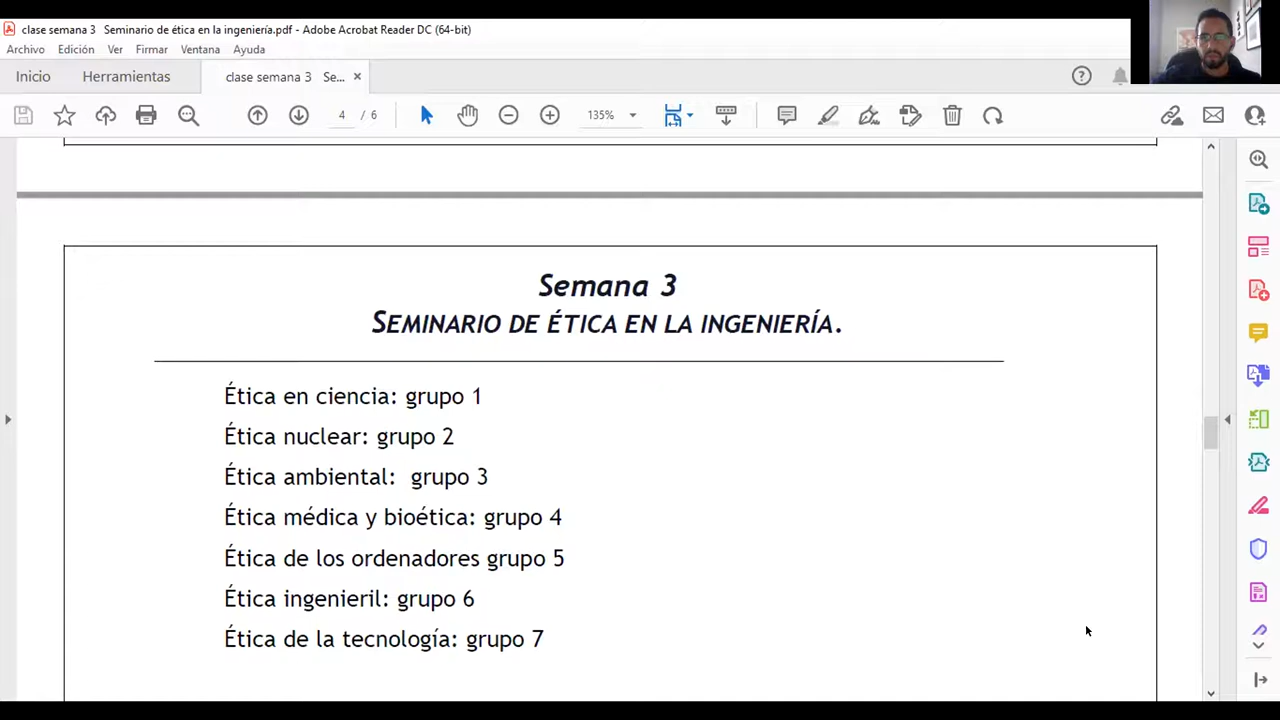 clase semana 3 Seminario de ética en la ingeniería.pdf - Adobe Acrobat Reader DC (64-bit)
Archivo Edición Ver Firmar Ventana Ayuda
Inicio Herramientas clase semana 3 Se...
4 / 6 135%
Semana 3
SEMINARIO DE ÉTICA EN LA INGENIERÍA.
Ética en ciencia: grupo 1
Ética nuclear: grupo 2
Ética ambiental: grupo 3
Ética médica y bioética: grupo 4
Ética de los ordenadores grupo 5
Ética ingenieril: grupo 6
Ética de la tecnología: grupo 7